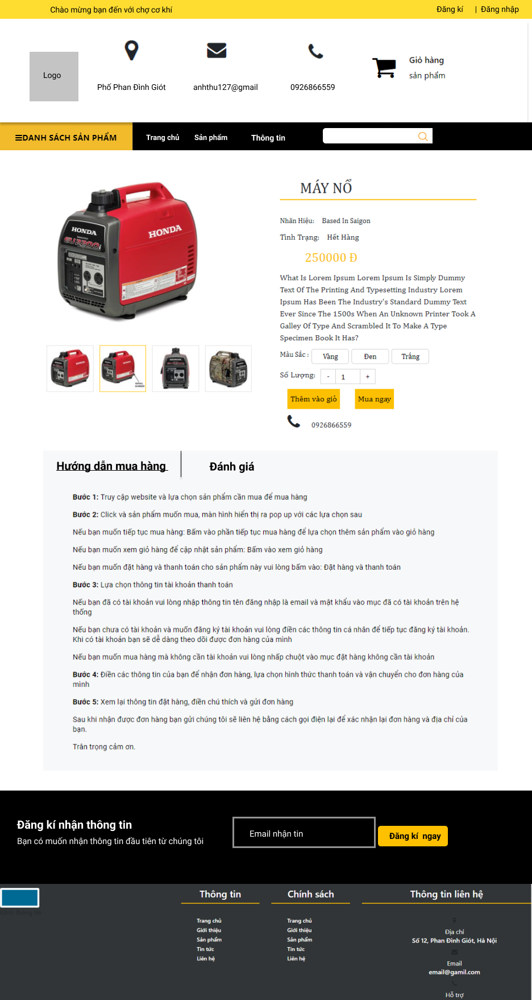 Chào mừng bạn đến với chợ cơ khí
Đăng kí | Đăng nhập
Logo
Phố Phan Đình Giót
anhthu127@gmail
0926866559
Giỏ hàng
sản phẩm
DANH SÁCH SẢN PHẨM
Trang chủ
Sản phẩm
Thông tin
HONDA
EU2200i
HONDA
MÁY NỔ
Nhãn Hiệu: Based In Saigon
Tình Trạng: Hết Hàng
250000 Đ
What Is Lorem Ipsum Lorem Ipsum Is Simply Dummy
Text Of The Printing And Typesetting Industry Lorem
Ipsum Has Been The Industry's Standard Dummy Text
Ever Since The 1500s When An Unknown Printer Took A
Galley Of Type And Scrambled It To Make A Type
Specimen Book It Has?
Màu Sắc : Vàng Đen Trắng
Số Lượng: - 1 +
Thêm vào giỏ
Mua ngay
0926866559
SERIAL
NUMBER
Hướng dẫn mua hàng
Đánh giá
Bước 1: Truy cập website và lựa chọn sản phẩm cần mua để mua hàng
Bước 2: Click và sản phẩm muốn mua, màn hình hiển thị ra pop up với các lựa chọn sau
Nếu bạn muốn tiếp tục mua hàng: Bấm vào phần tiếp tục mua hàng để lựa chọn thêm sản phẩm vào giỏ hàng
Nếu bạn muốn xem giỏ hàng để cập nhật sản phẩm: Bấm vào xem giỏ hàng
Nếu bạn muốn đặt hàng và thanh toán cho sản phẩm này vui lòng bấm vào: Đặt hàng và thanh toán
Bước 3: Lựa chọn thông tin tài khoản thanh toán
Nếu bạn đã có tài khoản vui lòng nhập thông tin tên đăng nhập là email và mật khẩu vào mục đã có tài khoản trên hệ
thống
Nếu bạn chưa có tài khoản và muốn đăng ký tài khoản vui lòng điền các thông tin cá nhân để tiếp tục đăng ký tài khoản.
Khi có tài khoản bạn sẽ dễ dàng theo dõi được đơn hàng của mình
Nếu bạn muốn mua hàng mà không cần tài khoản vui lòng nhấp chuột vào mục đặt hàng không cần tài khoản
Bước 4: Điền các thông tin của bạn để nhận đơn hàng, lựa chọn hình thức thanh toán và vận chuyển cho đơn hàng của
mình
Bước 5: Xem lại thông tin đặt hàng, điền chú thích và gửi đơn hàng
Sau khi nhận được đơn hàng bạn gửi chúng tôi sẽ liên hệ bằng cách gọi điện lại để xác nhận lại đơn hàng và địa chỉ của
bạn.
Trân trọng cảm ơn.
Đăng kí nhận thông tin
Bạn có muốn nhận thông tin đầu tiên từ chúng tôi
Email nhận tin
Đăng kí ngay
Kênh thông tin
Thông tin
Trang chủ
Giới thiệu
Sản phẩm
Tin tức
Liên hệ
Chính sách
Trang chủ
Giới thiệu
Sản phẩm
Tin tức
Liên hệ
Thông tin liên hệ
Địa chỉ
Số 12, Phan Đình Giót, Hà Nội
Email
email@gamil.com
Hỗ trợ